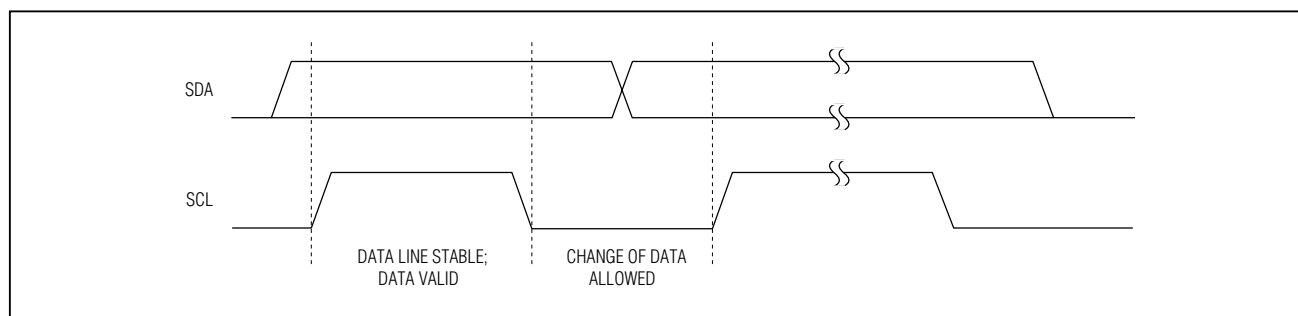 SDA
SCL
DATA LINE STABLE;
DATA VALID
CHANGE OF DATA
ALLOWED